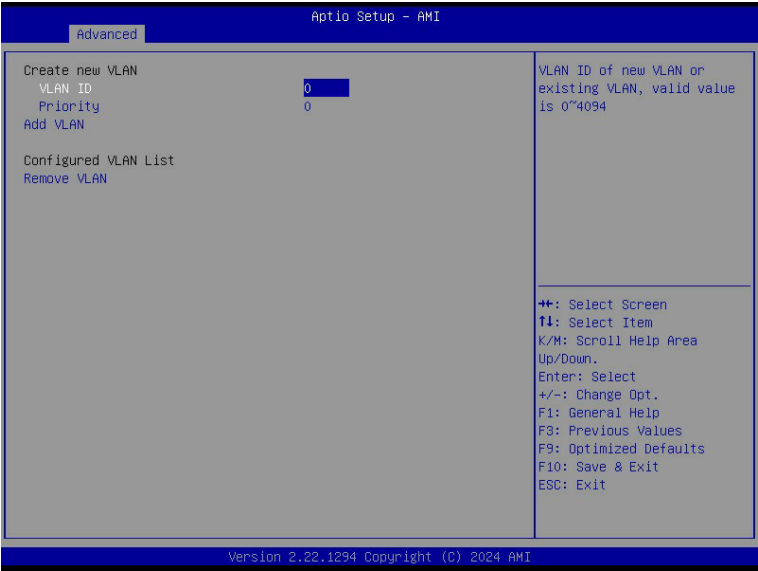 Aptio Setup – AMI
Advanced
Create new VLAN
VLAN ID 0
Priority 0
Add VLAN
Configured VLAN List
Remove VLAN
VLAN ID of new VLAN or
existing VLAN, valid value
is 0~4094
→←: Select Screen
↑↓: Select Item
K/M: Scroll Help Area
Up/Down.
Enter: Select
+/-: Change Opt.
F1: General Help
F3: Previous Values
F9: Optimized Defaults
F10: Save & Exit
ESC: Exit
Version 2.22.1294 Copyright (C) 2024 AMI